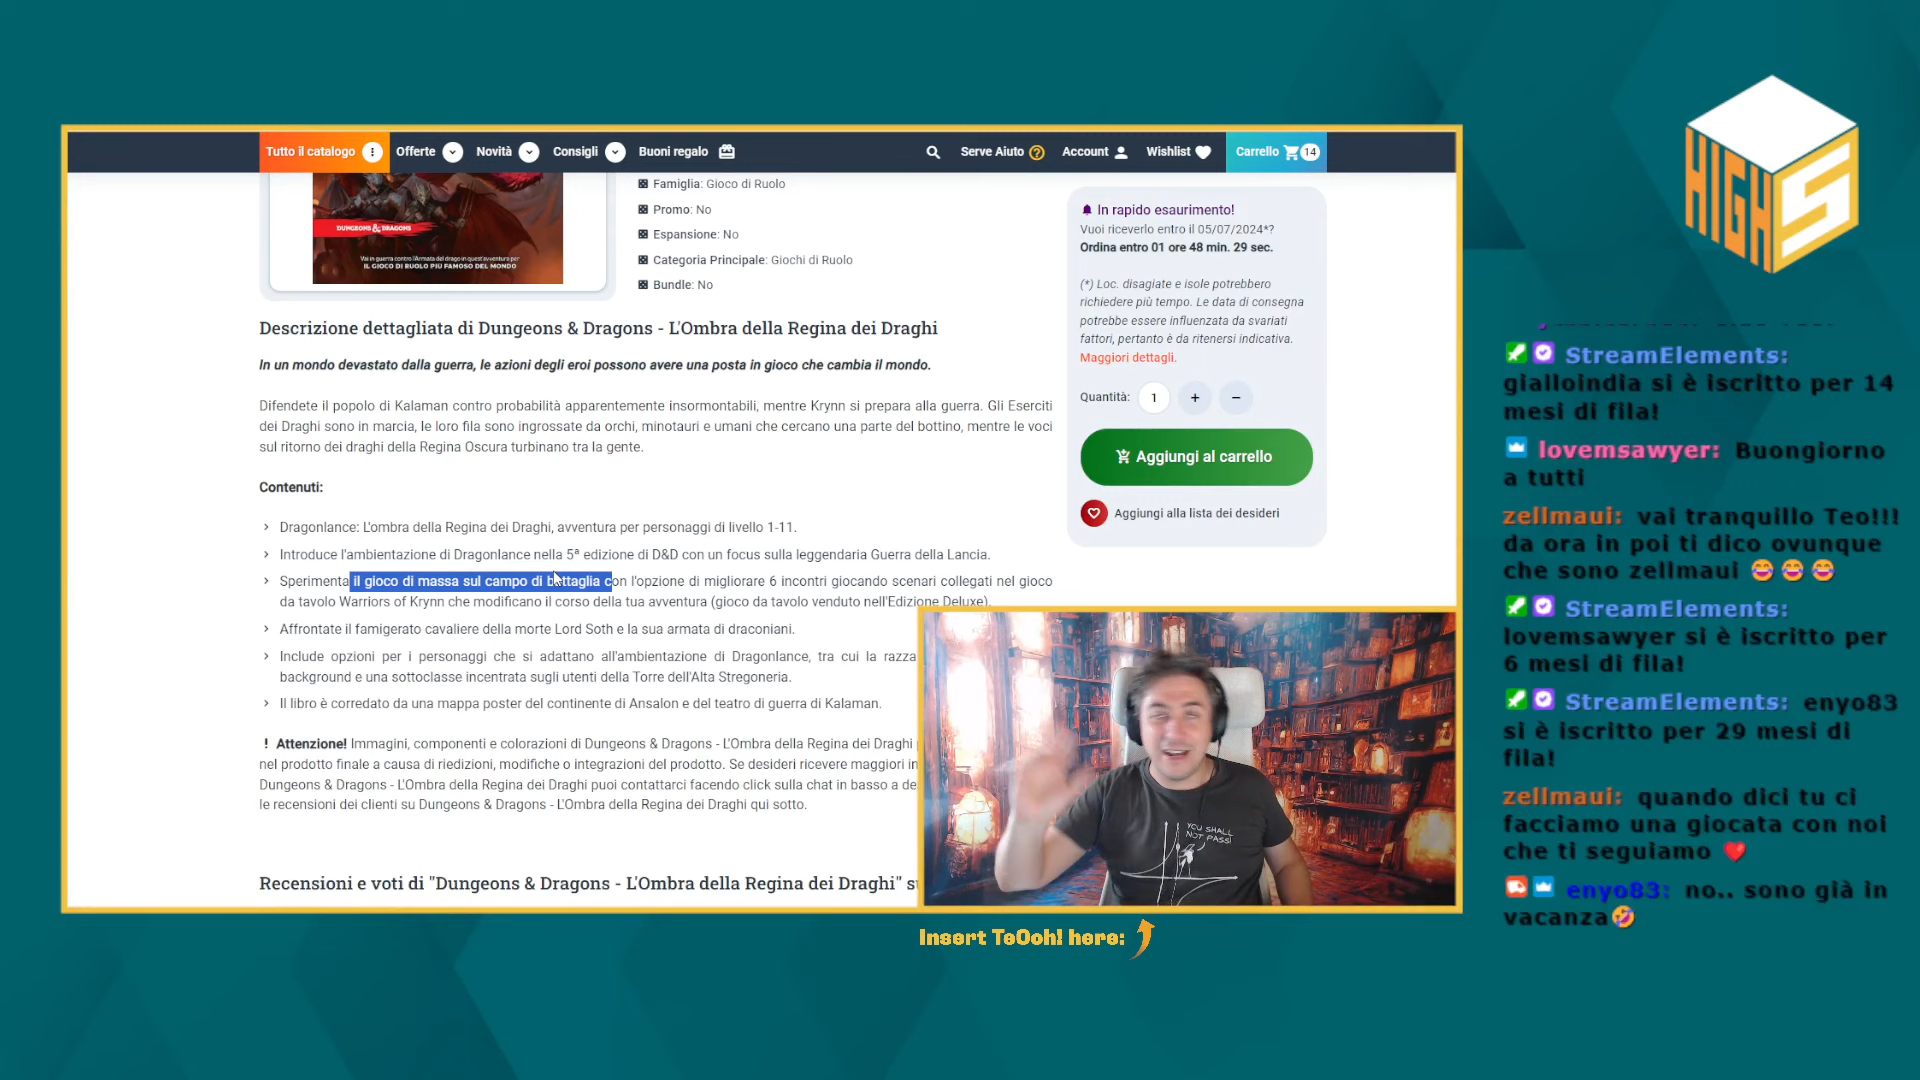 Tutto il catalogo
Offerte
Novità
Consigli
Buoni regalo
Serve Aiuto
Account
Wishlist
Carrello 14
DUNGEONS & DRAGONS
Vai in guerra contro l'Armata del drago in quest'avventura per
IL GIOCO DI RUOLO PIÙ FAMOSO DEL MONDO
Famiglia: Gioco di Ruolo
Promo: No
Espansione: No
Categoria Principale: Giochi di Ruolo
Bundle: No
In rapido esaurimento!
Vuoi riceverlo entro il 05/07/2024*?
Ordina entro 01 ore 48 min. 29 sec.
(*) Loc. disagiate e isole potrebbero
richiedere più tempo. Le data di consegna
potrebbe essere influenzata da svariati
fattori, pertanto è da ritenersi indicativa.
Maggiori dettagli.
Quantità: 1 + −
Aggiungi al carrello
Aggiungi alla lista dei desideri
Descrizione dettagliata di Dungeons & Dragons - L'Ombra della Regina dei Draghi
In un mondo devastato dalla guerra, le azioni degli eroi possono avere una posta in gioco che cambia il mondo.
Difendete il popolo di Kalaman contro probabilità apparentemente insormontabili, mentre Krynn si prepara alla guerra. Gli Eserciti
dei Draghi sono in marcia, le loro fila sono ingrossate da orchi, minotauri e umani che cercano una parte del bottino, mentre le voci
sul ritorno dei draghi della Regina Oscura turbinano tra la gente.
Contenuti:
Dragonlance: L'ombra della Regina dei Draghi, avventura per personaggi di livello 1-11.
Introduce l'ambientazione di Dragonlance nella 5ª edizione di D&D con un focus sulla leggendaria Guerra della Lancia.
Sperimenta il gioco di massa sul campo di battaglia con l'opzione di migliorare 6 incontri giocando scenari collegati nel gioco
da tavolo Warriors of Krynn che modificano il corso della tua avventura (gioco da tavolo venduto nell'Edizione Deluxe).
Affrontate il famigerato cavaliere della morte Lord Soth e la sua armata di draconiani.
Include opzioni per i personaggi che si adattano all'ambientazione di Dragonlance, tra cui la razza
background e una sottoclasse incentrata sugli utenti della Torre dell'Alta Stregoneria.
Il libro è corredato da una mappa poster del continente di Ansalon e del teatro di guerra di Kalaman.
! Attenzione! Immagini, componenti e colorazioni di Dungeons & Dragons - L'Ombra della Regina dei Draghi
nel prodotto finale a causa di riedizioni, modifiche o integrazioni del prodotto. Se desideri ricevere maggiori
Dungeons & Dragons - L'Ombra della Regina dei Draghi puoi contattarci facendo click sulla chat in basso a
le recensioni dei clienti su Dungeons & Dragons - L'Ombra della Regina dei Draghi qui sotto.
Recensioni e voti di "Dungeons & Dragons - L'Ombra della Regina dei Draghi"
YOU SHALL
NOT PASS!
Insert TeOoh! here:
HIGH 5
StreamElements:
gialloindia si è iscritto per 14
mesi di fila!
lovemsawyer: Buongiorno
a tutti
zellmaui: vai tranquillo Teo!!!
da ora in poi ti dico ovunque
che sono zellmaui 😂😂😂
StreamElements:
lovemsawyer si è iscritto per
6 mesi di fila!
StreamElements: enyo83
si è iscritto per 29 mesi di
fila!
zellmaui: quando dici tu ci
facciamo una giocata con noi
che ti seguiamo ♥
enyo83: no.. sono già in
vacanza🤣